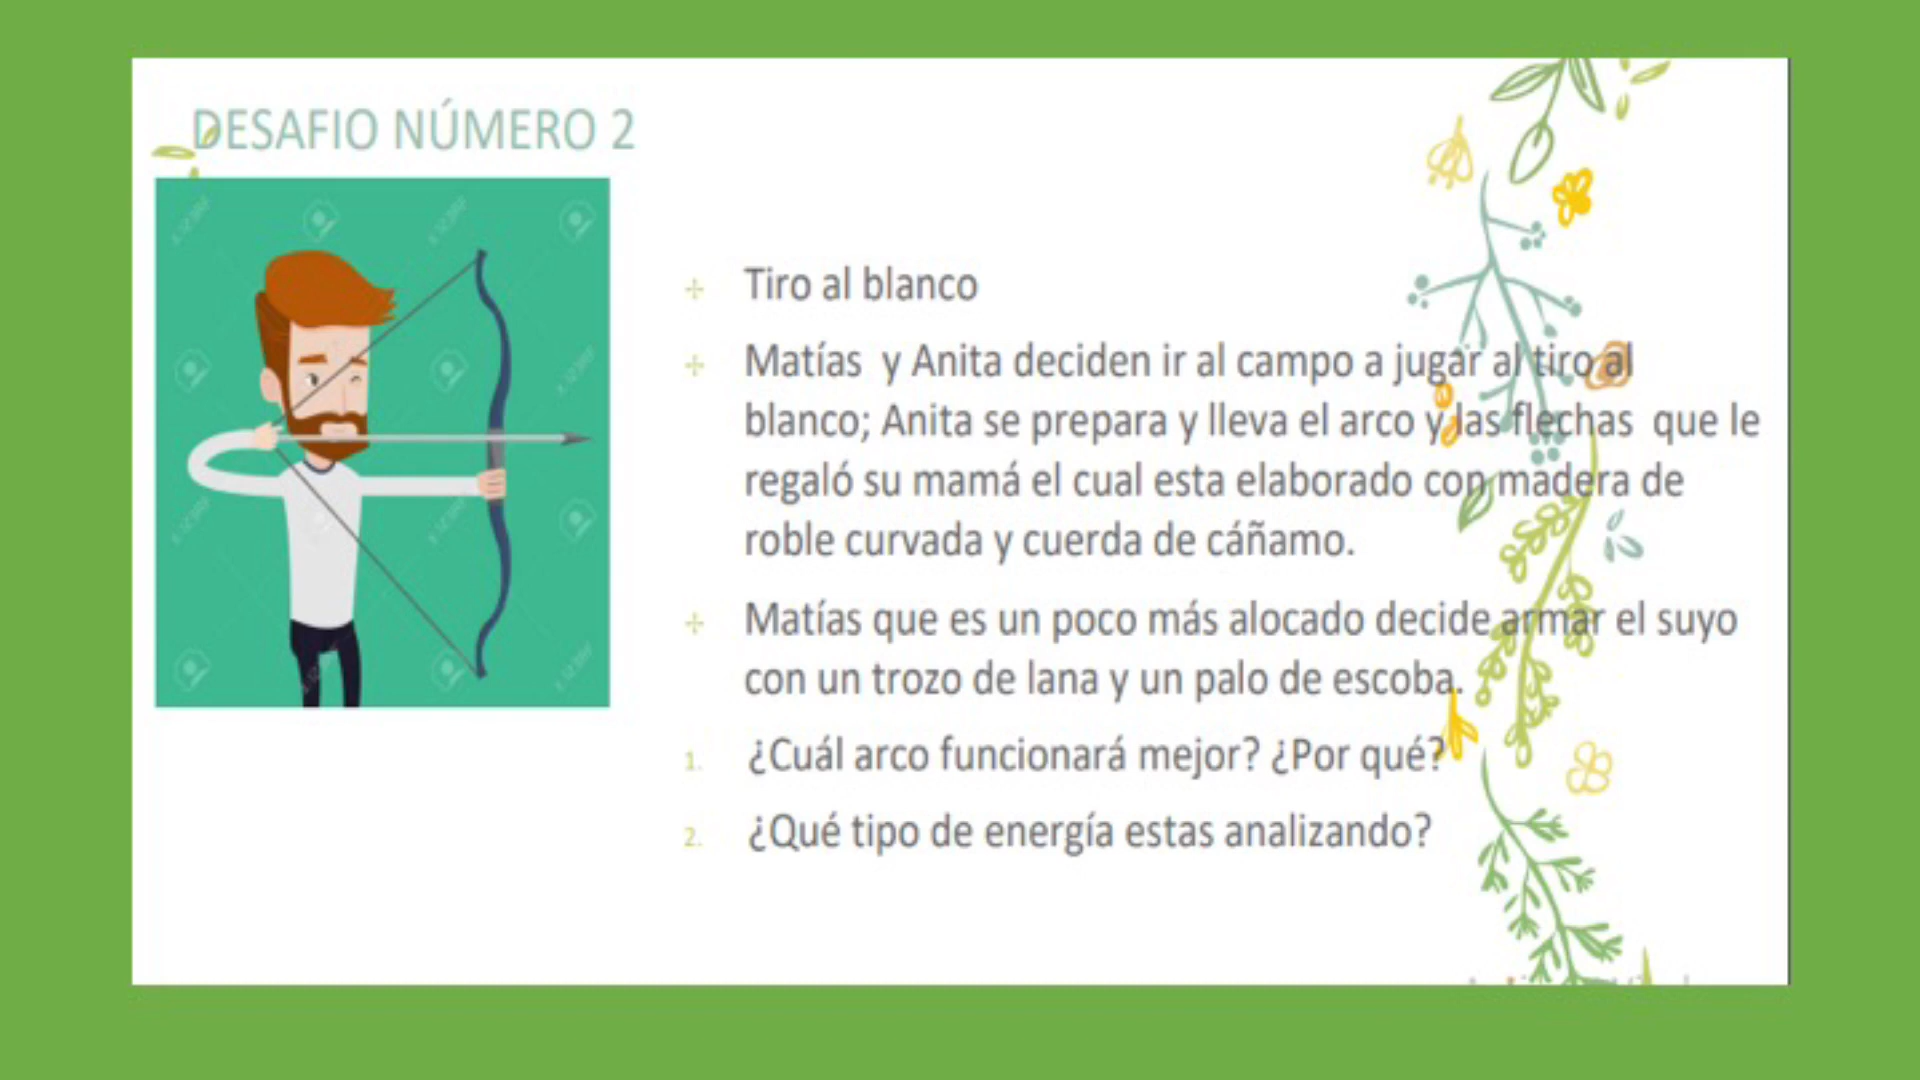 DESAFIO NÚMERO 2
Tiro al blanco
Matías y Anita deciden ir al campo a jugar al tiro al
blanco; Anita se prepara y lleva el arco y las flechas que le
regaló su mamá el cual esta elaborado con madera de
roble curvada y cuerda de cáñamo.
Matías que es un poco más alocado decide armar el suyo
con un trozo de lana y un palo de escoba.
1. ¿Cuál arco funcionará mejor? ¿Por qué?
2. ¿Qué tipo de energía estas analizando?